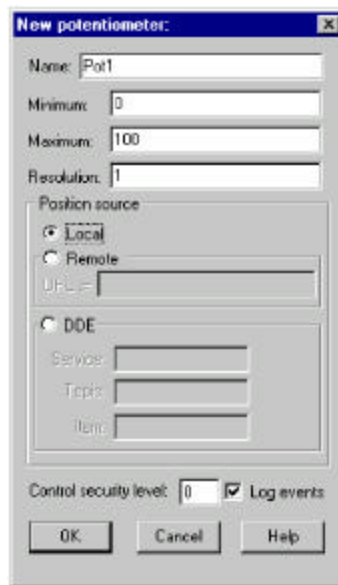 New potentiometer:
Name: Pot1
Minimum: 0
Maximum: 100
Resolution: 1
Position source
Local
Remote
URL =
DDE
Service:
Topic:
Item:
Control security level: 0 Log events
OK Cancel Help